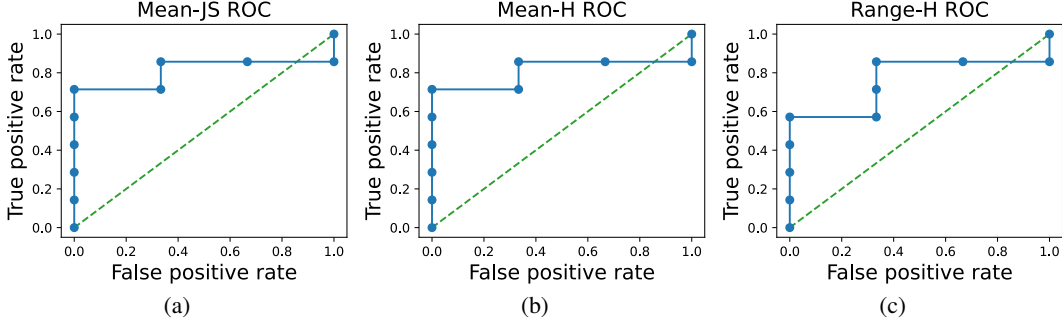 Mean-JS ROC
True positive rate
1.0
0.8
0.6
0.4
0.2
0.0
0.0 0.2 0.4 0.6 0.8 1.0
False positive rate
(a)
Mean-H ROC
True positive rate
1.0
0.8
0.6
0.4
0.2
0.0
0.0 0.2 0.4 0.6 0.8 1.0
False positive rate
(b)
Range-H ROC
True positive rate
1.0
0.8
0.6
0.4
0.2
0.0
0.0 0.2 0.4 0.6 0.8 1.0
False positive rate
(c)